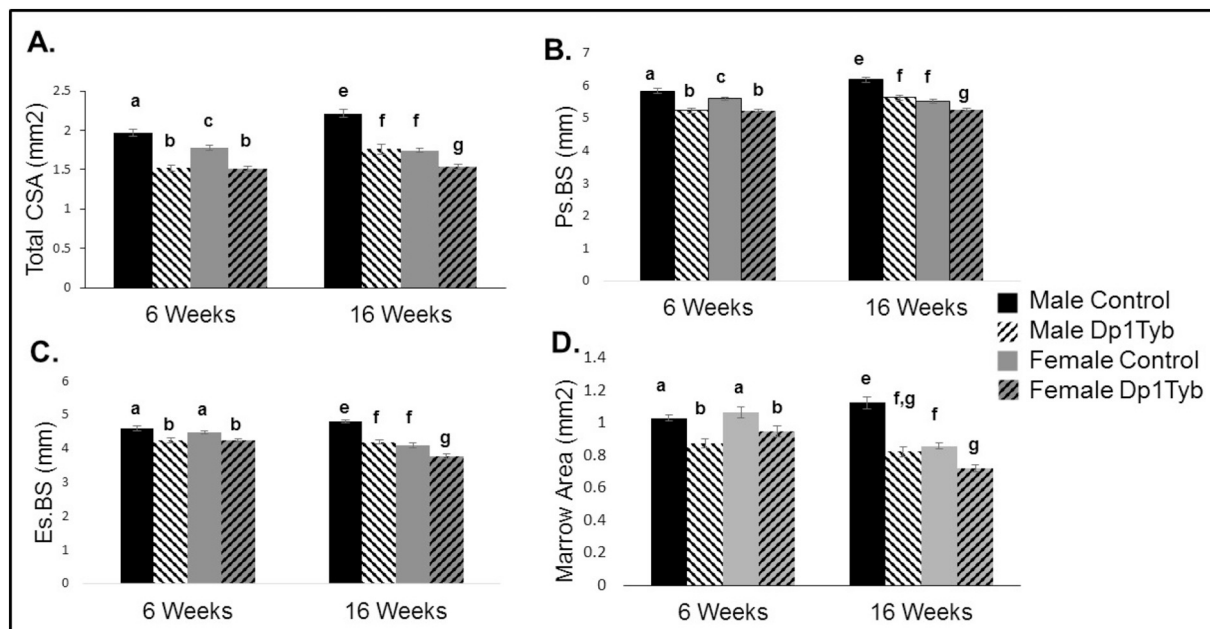 A.
Total CSA (mm2)
2.5
2
1.5
1
0.5
0
a
b
c
b
e
f
f
g
6 Weeks
16 Weeks
B.
Ps.BS (mm)
7
6
5
4
3
2
1
0
a
b
c
b
e
f
f
g
6 Weeks
16 Weeks
Male Control
Male Dp1Tyb
Female Control
Female Dp1Tyb
C.
Es.BS (mm)
6
5
4
3
2
1
0
a
b
a
b
e
f
f
g
6 Weeks
16 Weeks
D.
Marrow Area (mm2)
1.4
1.2
1
0.8
0.6
0.4
0.2
0
a
b
a
b
e
f,g
f
g
6 Weeks
16 Weeks